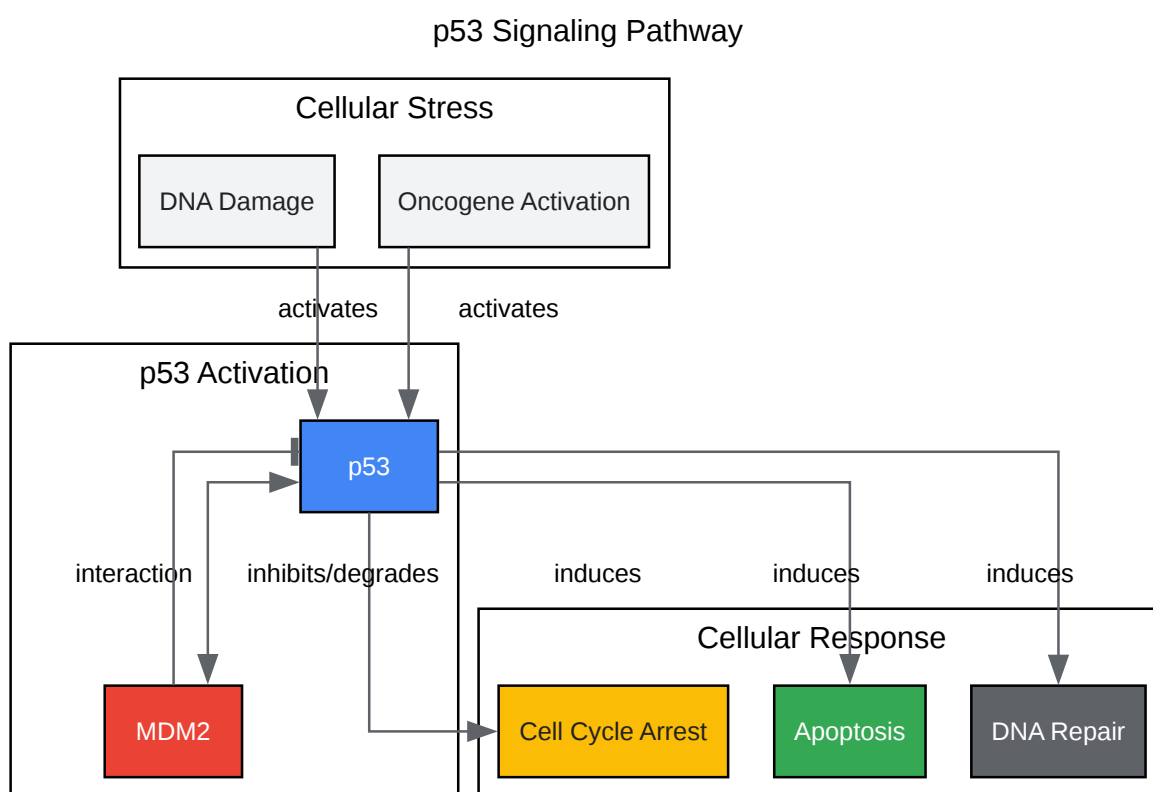 p53 Signaling Pathway
Cellular Stress
DNA Damage
Oncogene Activation
activates
activates
p53 Activation
p53
interaction
inhibits/degrades
induces
induces
induces
Cellular Response
MDM2
Cell Cycle Arrest
Apoptosis
DNA Repair